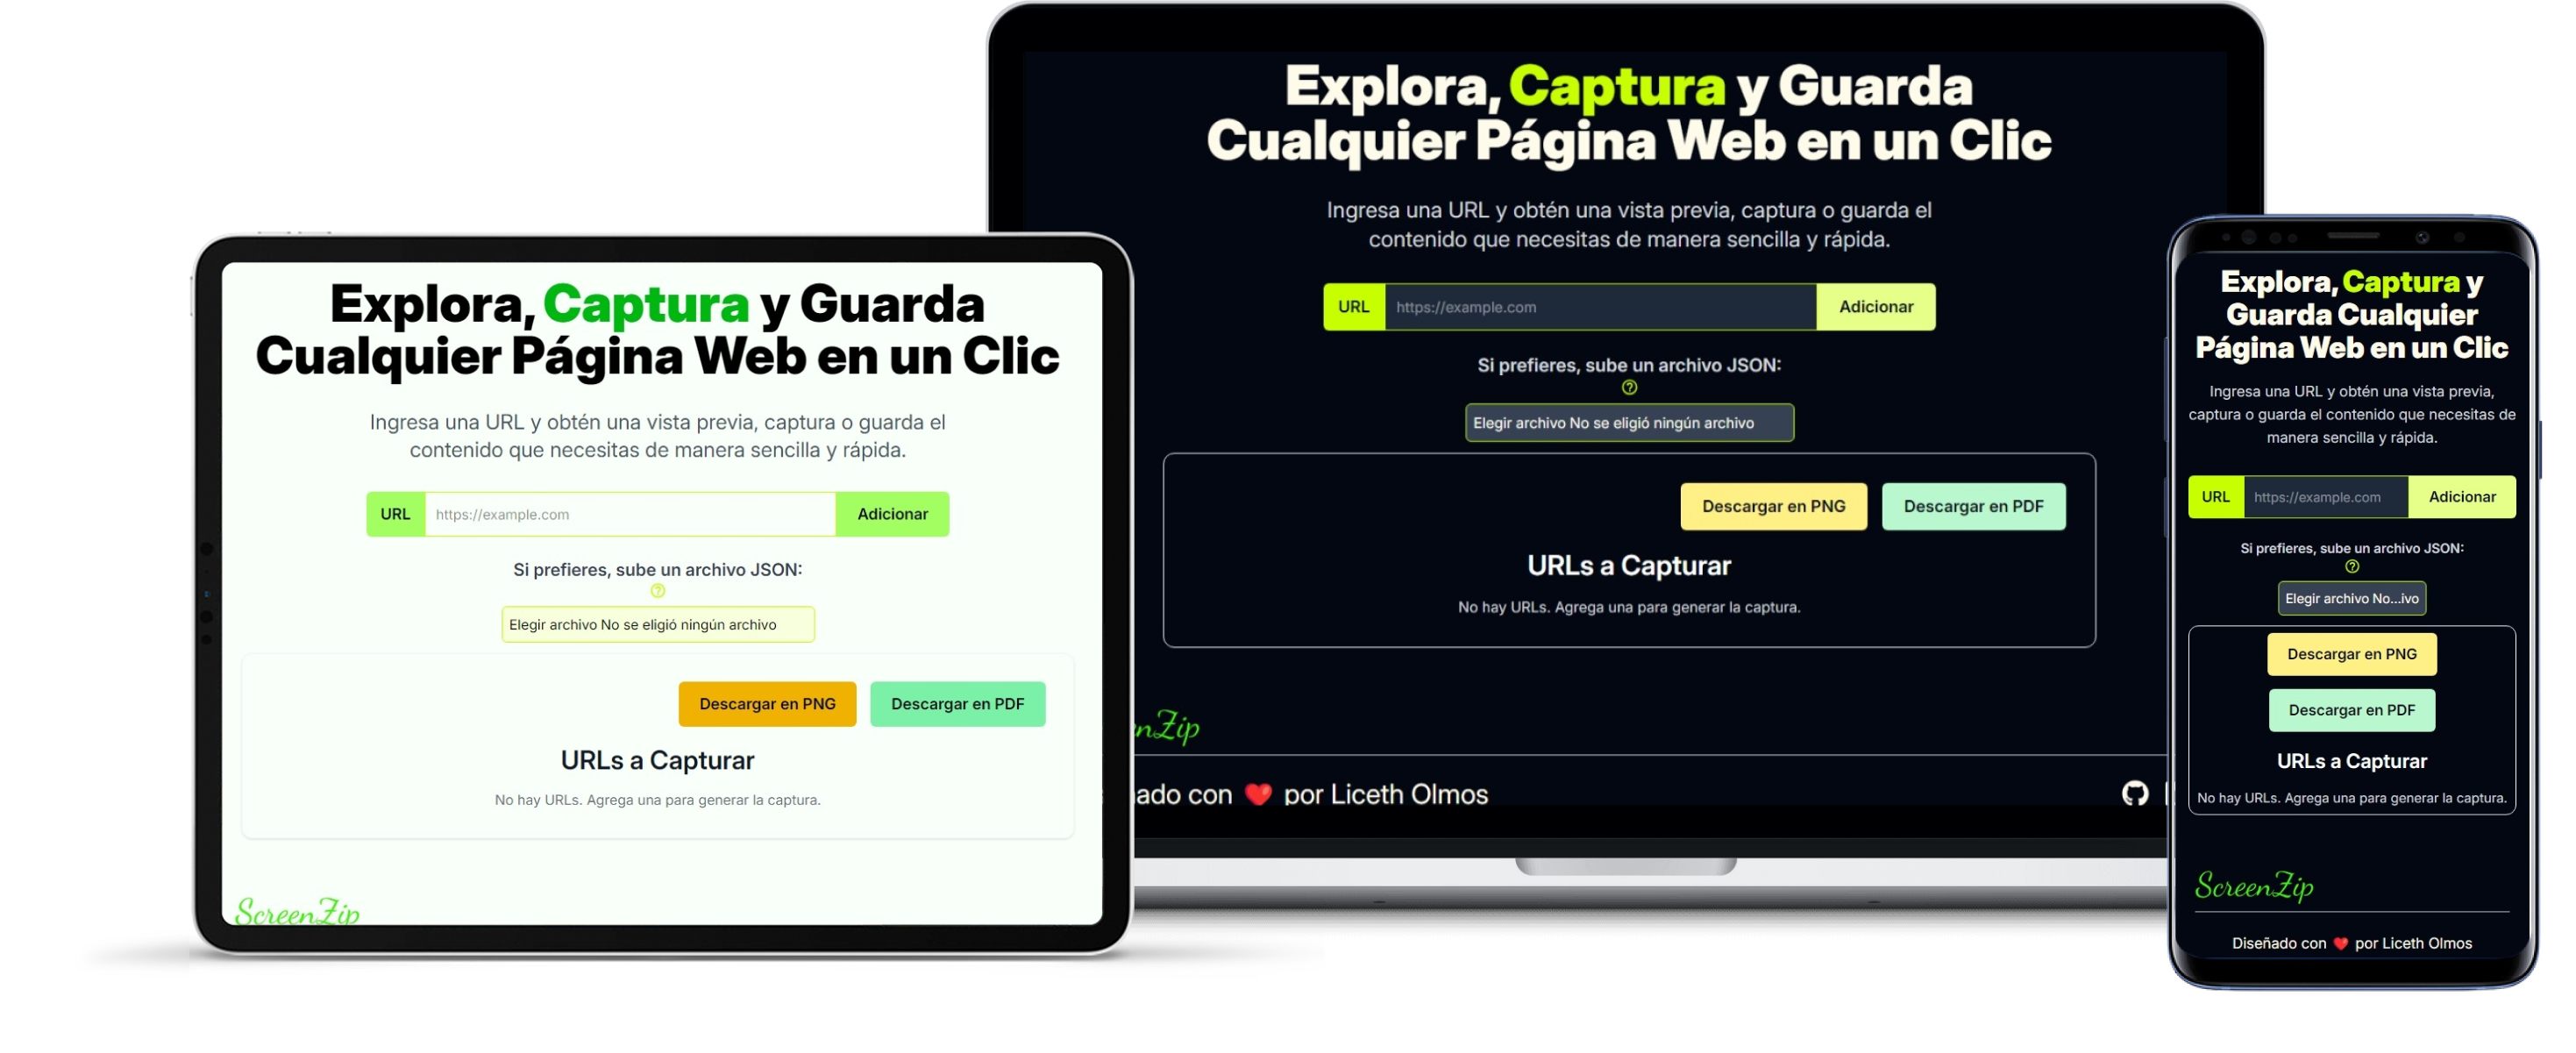 Explora, Captura y Guarda
Cualquier Página Web en un Clic
Ingresa una URL y obtén una vista previa, captura o guarda el
contenido que necesitas de manera sencilla y rápida.
URL https://example.com Adicionar
Si prefieres, sube un archivo JSON:
Elegir archivo No se eligió ningún archivo
Descargar en PNG Descargar en PDF
URLs a Capturar
No hay URLs. Agrega una para generar la captura.
ScreenZip
Explora, Captura y Guarda
Cualquier Página Web en un Clic
Ingresa una URL y obtén una vista previa, captura o guarda el
contenido que necesitas de manera sencilla y rápida.
URL https://example.com Adicionar
Si prefieres, sube un archivo JSON:
Elegir archivo No se eligió ningún archivo
Descargar en PNG Descargar en PDF
URLs a Capturar
No hay URLs. Agrega una para generar la captura.
nZip
ado con ❤️ por Liceth Olmos
Explora, Captura y
Guarda Cualquier
Página Web en un Clic
Ingresa una URL y obtén una vista previa,
captura o guarda el contenido que necesitas de
manera sencilla y rápida.
URL https://example.com Adicionar
Si prefieres, sube un archivo JSON:
Elegir archivo No...ivo
Descargar en PNG
Descargar en PDF
URLs a Capturar
No hay URLs. Agrega una para generar la captura.
ScreenZip
Diseñado con ❤️ por Liceth Olmos